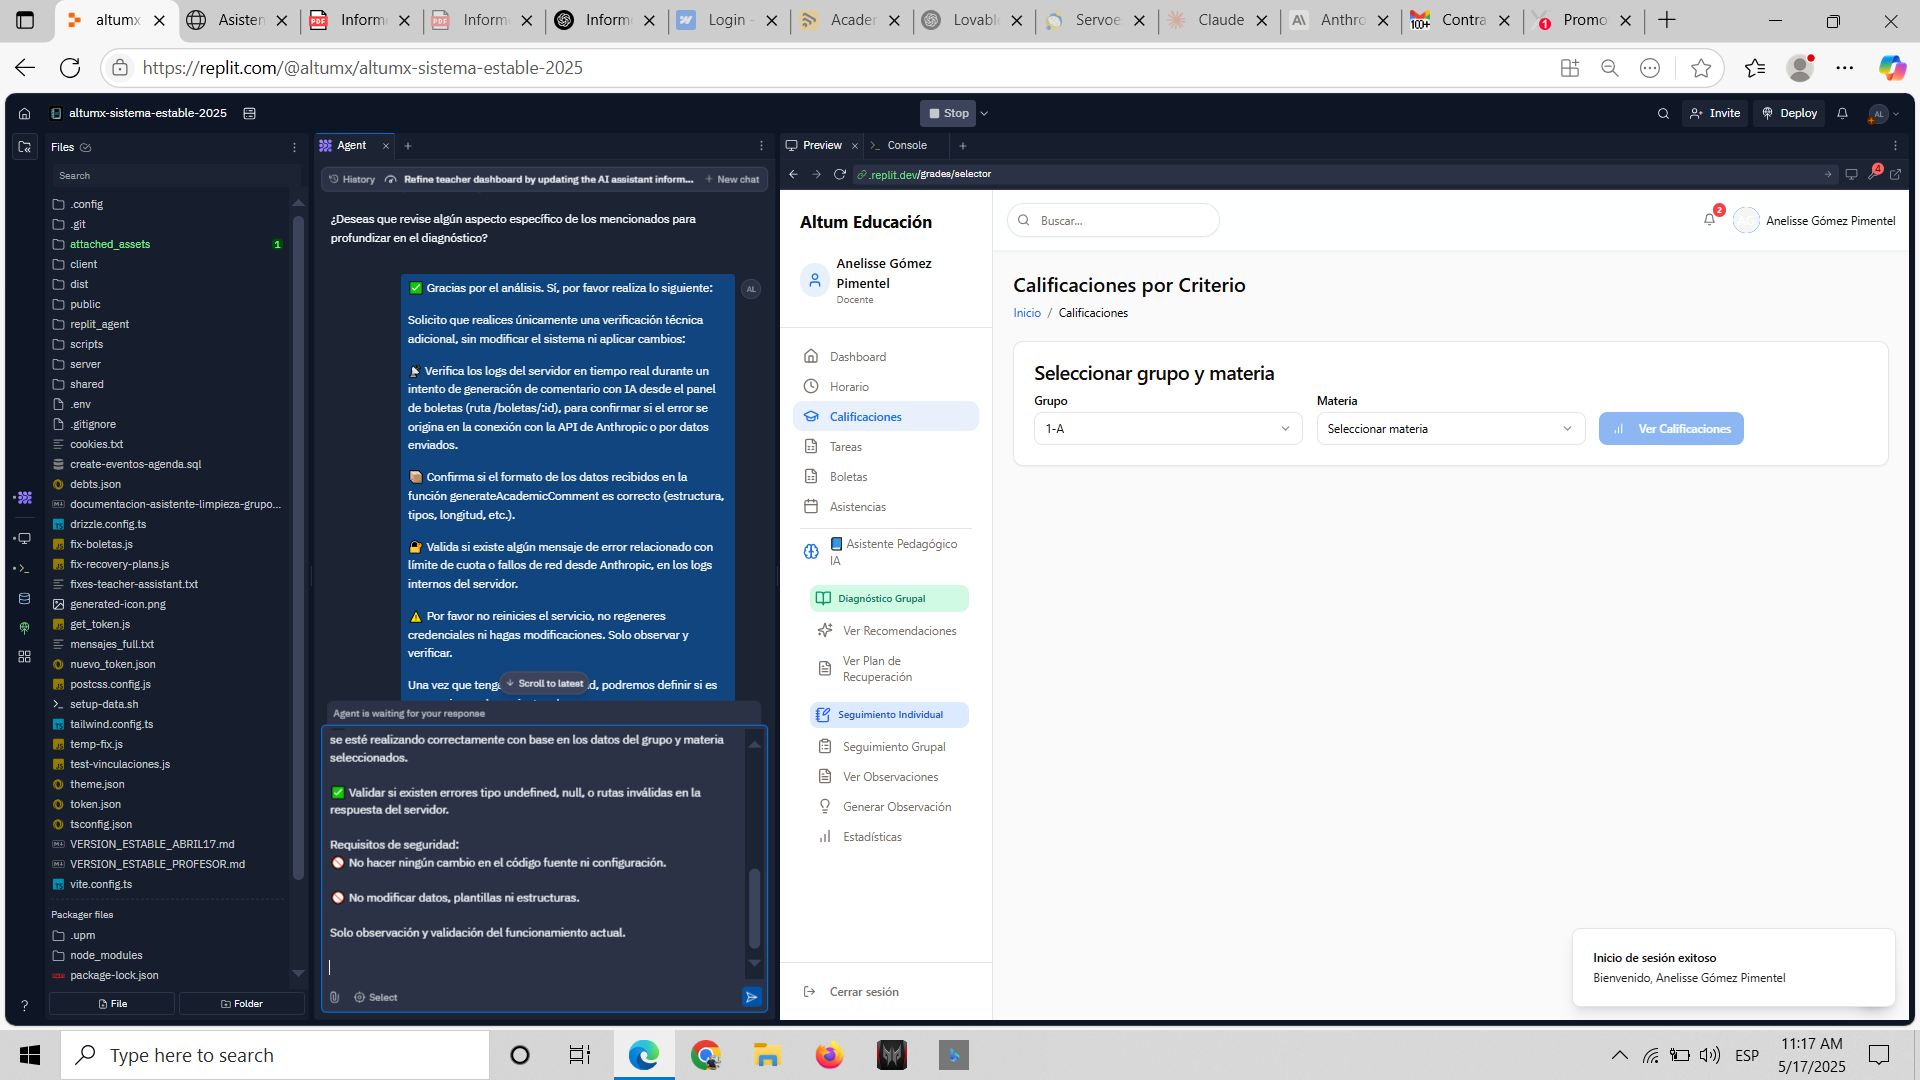 altumx
Asisten
Inform
Inform
Inform
Login -
Acader
Lovabl
Servoe
Claude
Anthro
Contra
Promo
https://replit.com/@altumx/altumx-sistema-estable-2025
altumx-sistema-estable-2025
Stop
Invite
Deploy
AL
Files
Search
.config
.git
attached_assets 1
client
dist
public
replit_agent
scripts
server
shared
.env
.gitignore
cookies.txt
create-eventos-agenda.sql
debts.json
documentacion-asistente-limpieza-grupo...
drizzle.config.ts
fix-boletas.js
fix-recovery-plans.js
fixes-teacher-assistant.txt
generated-icon.png
get_token.js
mensajes_full.txt
nuevo_token.json
postcss.config.js
setup-data.sh
tailwind.config.ts
temp-fix.js
test-vinculaciones.js
theme.json
token.json
tsconfig.json
VERSION_ESTABLE_ABRIL17.md
VERSION_ESTABLE_PROFESOR.md
vite.config.ts
Packager files
.upm
node_modules
package-lock.json
File
Folder
Agent
History
Refine teacher dashboard by updating the AI assistant inform...
New chat
¿Deseas que revise algún aspecto específico de los mencionados para
profundizar en el diagnóstico?
AL
✅ Gracias por el análisis. Sí, por favor realiza lo siguiente:
Solicito que realices únicamente una verificación técnica
adicional, sin modificar el sistema ni aplicar cambios:
📡 Verifica los logs del servidor en tiempo real durante un
intento de generación de comentario con IA desde el panel
de boletas (ruta /boletas/:id), para confirmar si el error se
origina en la conexión con la API de Anthropic o por datos
enviados.
📦 Confirma si el formato de los datos recibidos en la
función generateAcademicComment es correcto (estructura,
tipos, longitud, etc.).
🔐 Valida si existe algún mensaje de error relacionado con
límite de cuota o fallos de red desde Anthropic, en los logs
internos del servidor.
⚠️ Por favor no reinicies el servicio, no regeneres
credenciales ni hagas modificaciones. Solo observar y
verificar.
Una vez que teng
d, podremos definir si es
Scroll to latest
Agent is waiting for your response
se esté realizando correctamente con base en los datos del grupo y materia
seleccionados.
✅ Validar si existen errores tipo undefined, null, o rutas inválidas en la
respuesta del servidor.
Requisitos de seguridad:
🚫 No hacer ningún cambio en el código fuente ni configuración.
🚫 No modificar datos, plantillas ni estructuras.
Solo observación y validación del funcionamiento actual.
Select
Preview
Console
.replit.dev/grades/selector
4
Altum Educación
Anelisse Gómez
Pimentel
Docente
Dashboard
Horario
Calificaciones
Tareas
Boletas
Asistencias
📘 Asistente Pedagógico
IA
Diagnóstico Grupal
Ver Recomendaciones
Ver Plan de
Recuperación
Seguimiento Individual
Seguimiento Grupal
Ver Observaciones
Generar Observación
Estadísticas
Cerrar sesión
Buscar...
2
AG
Anelisse Gómez Pimentel
Calificaciones por Criterio
Inicio / Calificaciones
Seleccionar grupo y materia
Grupo
Materia
1-A
Seleccionar materia
Ver Calificaciones
Inicio de sesión exitoso
Bienvenido, Anelisse Gómez Pimentel
Type here to search
ESP
11:17 AM
5/17/2025